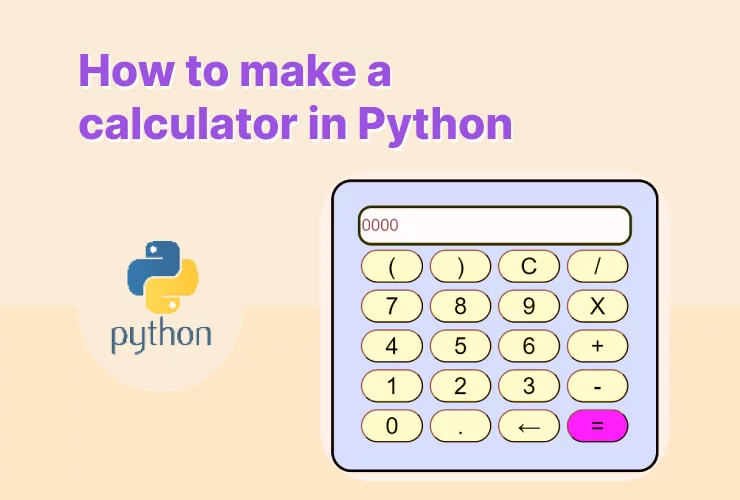 How to make a
calculator in Python
python
0000
( ) C /
7 8 9 X
4 5 6 +
1 2 3 -
0 . ← =